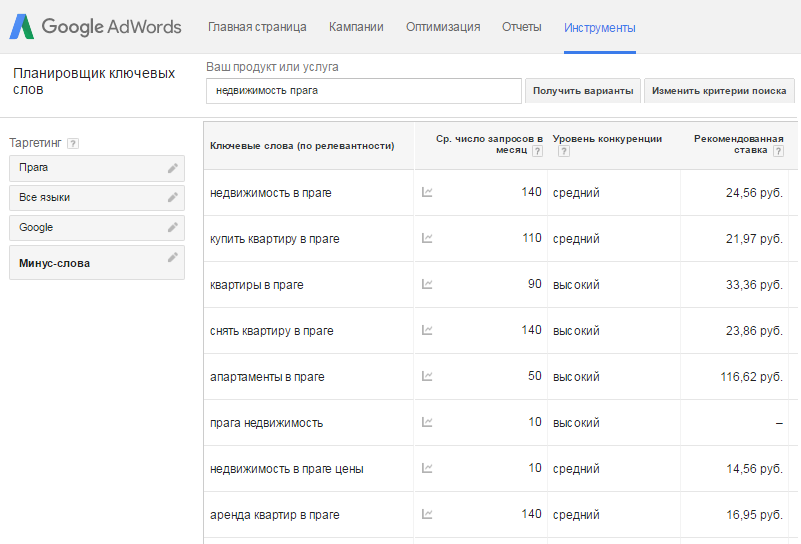 Google AdWords Главная страница Кампании Оптимизация Отчеты Инструменты
Планировщик ключевых
слов
Ваш продукт или услуга
недвижимость прага Получить варианты Изменить критерии поиска
Таргетинг ?
Прага
Все языки
Google
Минус-слова
Ключевые слова (по релевантности) Ср. число запросов в месяц ? Уровень конкуренции ? Рекомендованная ставка ?
недвижимость в праге 140 средний 24,56 руб.
купить квартиру в праге 110 средний 21,97 руб.
квартиры в праге 90 высокий 33,36 руб.
снять квартиру в праге 140 высокий 23,86 руб.
апартаменты в праге 50 высокий 116,62 руб.
прага недвижимость 10 высокий –
недвижимость в праге цены 10 средний 14,56 руб.
аренда квартир в праге 140 средний 16,95 руб.